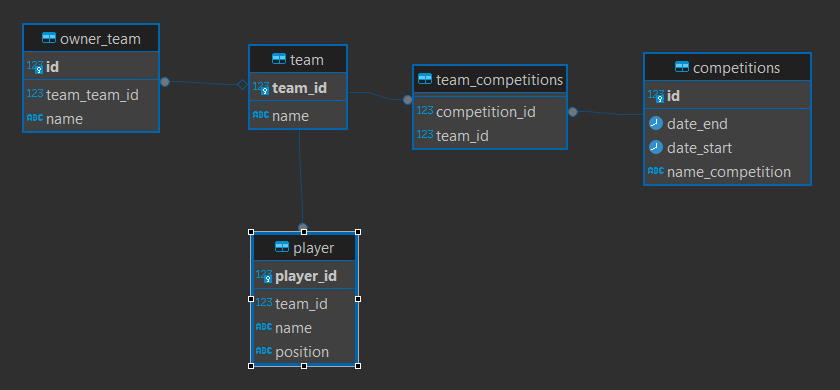 owner_team
123 id
123 team_team_id
ABC name
team
123 team_id
ABC name
team_competitions
123 competition_id
123 team_id
competitions
123 id
date_end
date_start
ABC name_competition
player
123 player_id
123 team_id
ABC name
ABC position